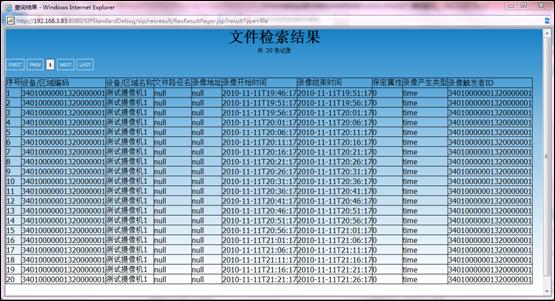 查询结果 - Windows Internet Explorer
http://192.168.3.83:8080/SIPStandardDebug/sip/resresult/ResResultPager.jsp?resultType=file
文件检索结果
共 20 条记录
FIRST PREV 1 NEXT LAST
序号 设备/区域编码 设备/区域名称 文件路径名 录像地址 录像开始时间 录像结束时间 保密属性 录像产生类型 录像触发者ID
1 34010000001320000001 测试摄像机1 null null 2010-11-11T19:46:17 2010-11-11T19:51:17 0 time 34010000001320000001
2 34010000001320000001 测试摄像机1 null null 2010-11-11T19:51:17 2010-11-11T19:56:17 0 time 34010000001320000001
3 34010000001320000001 测试摄像机1 null null 2010-11-11T19:56:17 2010-11-11T20:01:17 0 time 34010000001320000001
4 34010000001320000001 测试摄像机1 null null 2010-11-11T20:01:17 2010-11-11T20:06:17 0 time 34010000001320000001
5 34010000001320000001 测试摄像机1 null null 2010-11-11T20:06:17 2010-11-11T20:11:16 0 time 34010000001320000001
6 34010000001320000001 测试摄像机1 null null 2010-11-11T20:11:16 2010-11-11T20:16:17 0 time 34010000001320000001
7 34010000001320000001 测试摄像机1 null null 2010-11-11T20:16:17 2010-11-11T20:21:17 0 time 34010000001320000001
8 34010000001320000001 测试摄像机1 null null 2010-11-11T20:21:17 2010-11-11T20:26:17 0 time 34010000001320000001
9 34010000001320000001 测试摄像机1 null null 2010-11-11T20:26:17 2010-11-11T20:31:17 0 time 34010000001320000001
10 34010000001320000001 测试摄像机1 null null 2010-11-11T20:31:17 2010-11-11T20:36:17 0 time 34010000001320000001
11 34010000001320000001 测试摄像机1 null null 2010-11-11T20:36:17 2010-11-11T20:41:17 0 time 34010000001320000001
12 34010000001320000001 测试摄像机1 null null 2010-11-11T20:41:17 2010-11-11T20:46:17 0 time 34010000001320000001
13 34010000001320000001 测试摄像机1 null null 2010-11-11T20:46:17 2010-11-11T20:51:17 0 time 34010000001320000001
14 34010000001320000001 测试摄像机1 null null 2010-11-11T20:51:17 2010-11-11T20:56:17 0 time 34010000001320000001
15 34010000001320000001 测试摄像机1 null null 2010-11-11T20:56:17 2010-11-11T21:01:17 0 time 34010000001320000001
16 34010000001320000001 测试摄像机1 null null 2010-11-11T21:01:17 2010-11-11T21:06:17 0 time 34010000001320000001
17 34010000001320000001 测试摄像机1 null null 2010-11-11T21:06:17 2010-11-11T21:11:17 0 time 34010000001320000001
18 34010000001320000001 测试摄像机1 null null 2010-11-11T21:11:17 2010-11-11T21:16:17 0 time 34010000001320000001
19 34010000001320000001 测试摄像机1 null null 2010-11-11T21:16:17 2010-11-11T21:21:17 0 time 34010000001320000001
20 34010000001320000001 测试摄像机1 null null 2010-11-11T21:21:17 2010-11-11T21:26:17 0 time 34010000001320000001